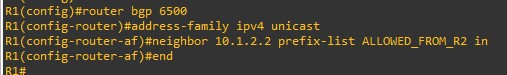 R1(config)#router bgp 6500
R1(config-router)#address-family ipv4 unicast
R1(config-router-af)#neighbor 10.1.2.2 prefix-list ALLOWED_FROM_R2 in
R1(config-router-af)#end
R1#